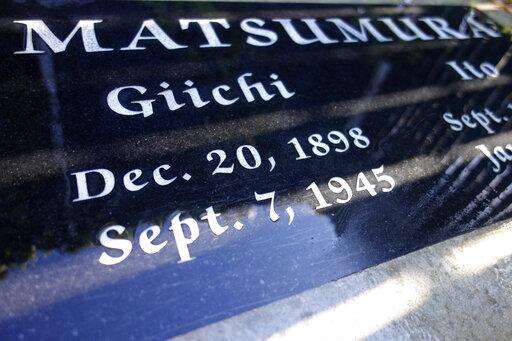 MATSUMURA
Giichi Ito
Dec. 20, 1898 Sept.
Sept. 7, 1945